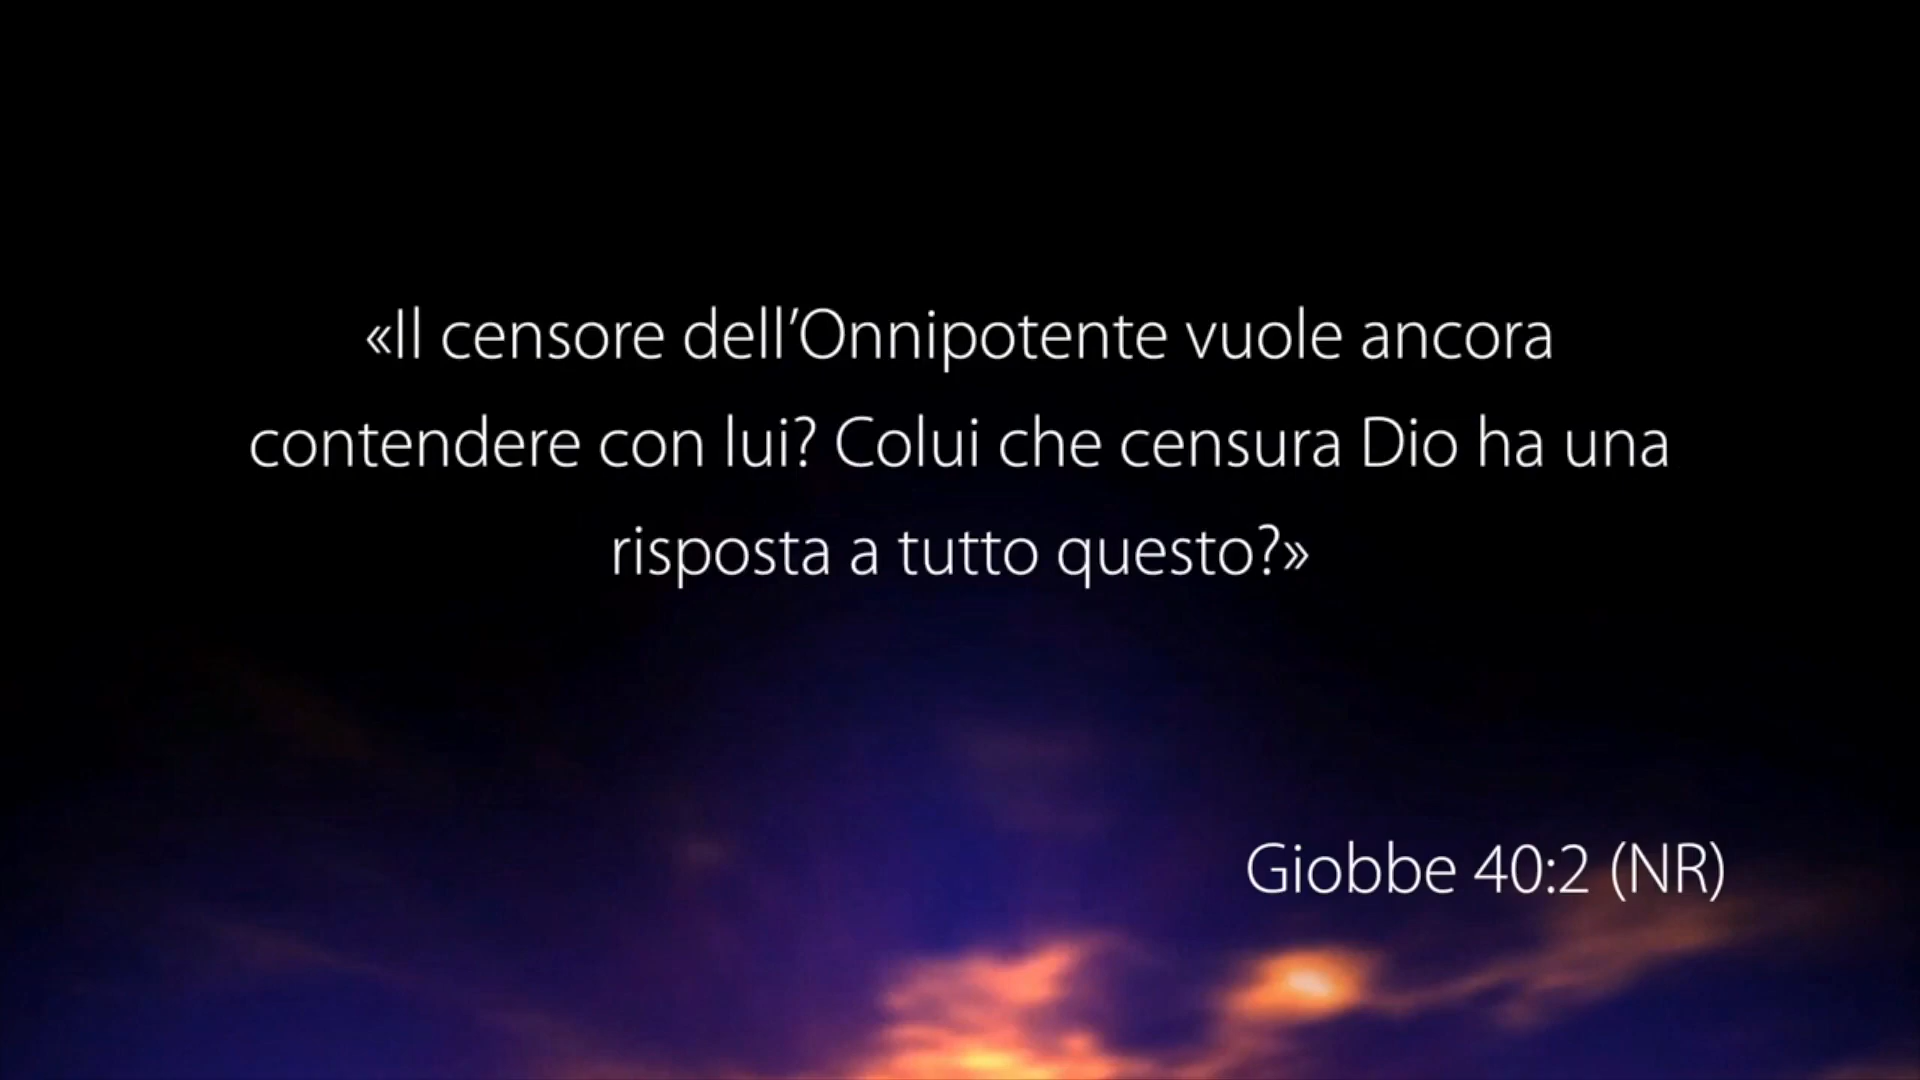 «Il censore dell’Onnipotente vuole ancora
contendere con lui? Colui che censura Dio ha una
risposta a tutto questo?»
Giobbe 40:2 (NR)